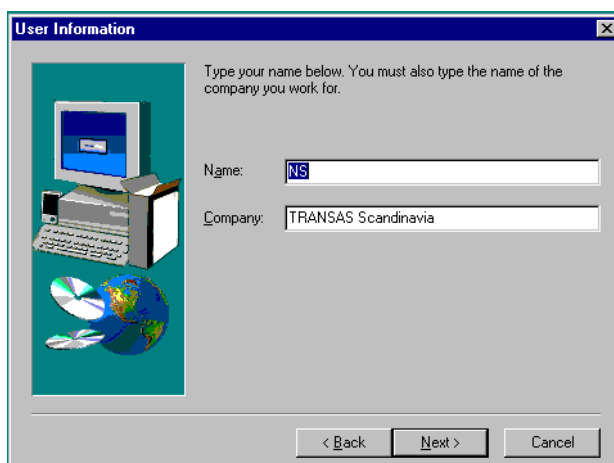 User Information
Type your name below. You must also type the name of the
company you work for.
Name: NS
Company: TRANSAS Scandinavia
< Back Next > Cancel